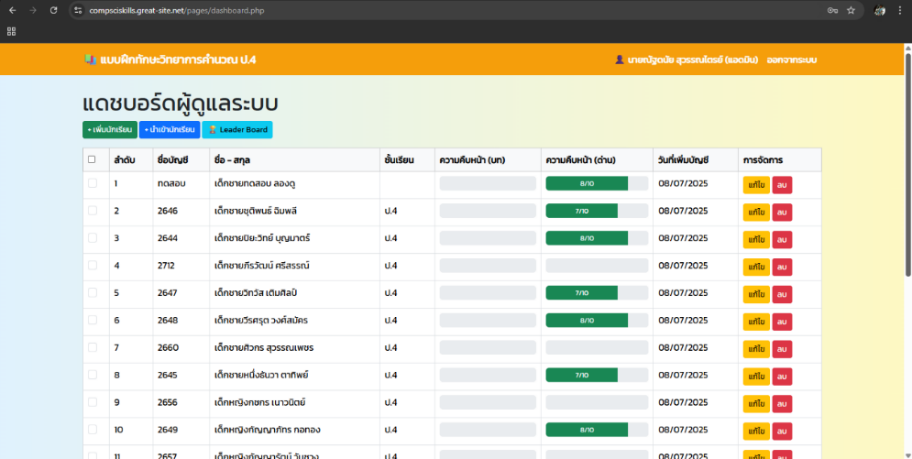 compsciskills.great-site.net/pages/dashboard.php
แบบฝึกทักษะวิทยาการคำนวณ ป.4
นายณัฐดนัย สุวรรณไตรย์ (แอดมิน) ออกจากระบบ
แดชบอร์ดผู้ดูแลระบบ
+ เพิ่มนักเรียน + นำเข้านักเรียน Leader Board
ลำดับ ชื่อบัญชี ชื่อ - สกุล ชั้นเรียน ความคืบหน้า (บท) ความคืบหน้า (ด่าน) วันที่เพิ่มบัญชี การจัดการ
1 ทดสอบ เด็กชายทดสอบ ลองดู 8/10 08/07/2025 แก้ไข ลบ
2 2646 เด็กชายชุติพนธ์ ฉิมพลี ป.4 7/10 08/07/2025 แก้ไข ลบ
3 2644 เด็กชายปิยะวิทย์ บุญมาตร์ ป.4 8/10 08/07/2025 แก้ไข ลบ
4 2712 เด็กชายภีรวัฒน์ ศรีสรรณ์ ป.4 08/07/2025 แก้ไข ลบ
5 2647 เด็กชายวิทวัส เติมศิลป์ ป.4 7/10 08/07/2025 แก้ไข ลบ
6 2648 เด็กชายวีรศรุต วงศ์สมัคร ป.4 8/10 08/07/2025 แก้ไข ลบ
7 2660 เด็กชายศิวกร สุวรรณเพชร ป.4 08/07/2025 แก้ไข ลบ
8 2645 เด็กชายหนึ่งธันวา ตาทิพย์ ป.4 7/10 08/07/2025 แก้ไข ลบ
9 2656 เด็กหญิงกชกร เนาวนิตย์ ป.4 08/07/2025 แก้ไข ลบ
10 2649 เด็กหญิงกัญญาภัทร กอทอง ป.4 8/10 08/07/2025 แก้ไข ลบ
11 2657 เด็กหญิงกัญญารัตน์ ป.4 08/07/2025